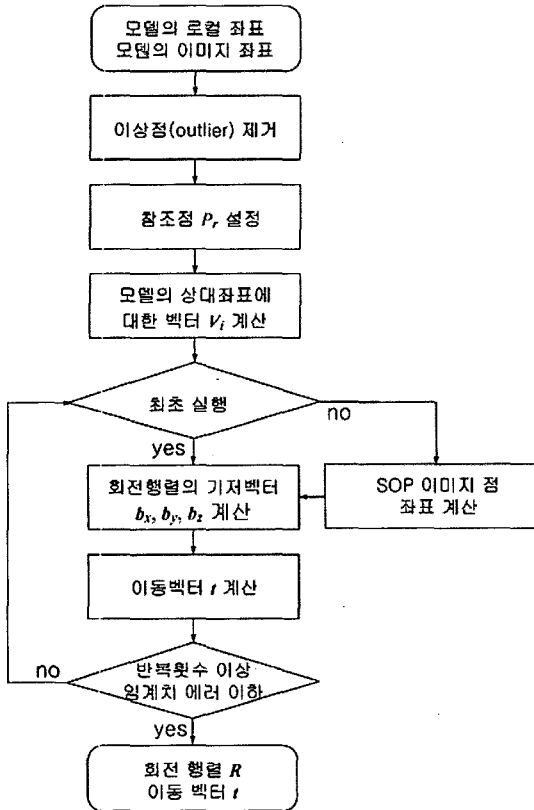 모델의 로컬 좌표
모델의 이미지 좌표
이상점(outlier) 제거
참조점 Pr 설정
모델의 상대좌표에
대한 벡터 Vi 계산
최초 실행
no
yes
회전행렬의 기저벡터
bx, by, bz 계산
SOP 이미지 점
좌표 계산
이동벡터 t 계산
no
반복횟수 이상
임계치 에러 이하
yes
회전 행렬 R
이동 벡터 t